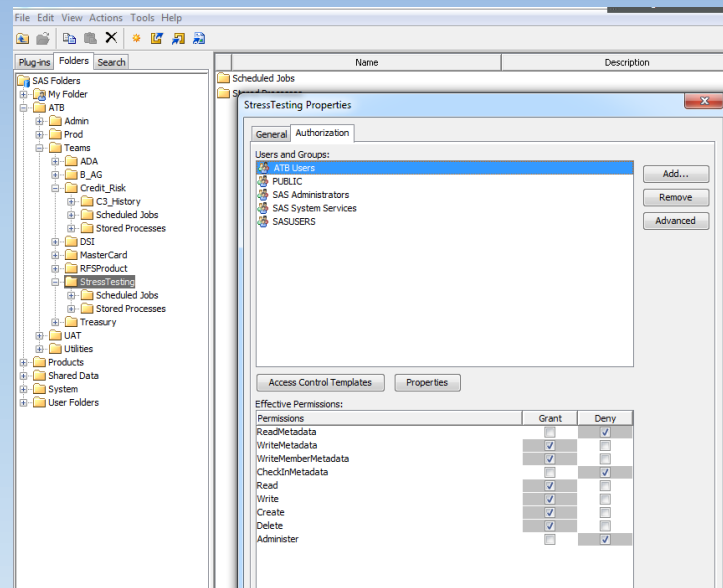 File Edit View Actions Tools Help
Plug-ins Folders Search
SAS Folders
My Folder
ATB
Admin
Prod
Teams
ADA
B_AG
Credit_Risk
C3_History
Scheduled Jobs
Stored Processes
DSI
MasterCard
RFSProduct
StressTesting
Scheduled Jobs
Stored Processes
Treasury
UAT
Utilities
Products
Shared Data
System
User Folders
Name Description
Scheduled Jobs
Stored Processes
StressTesting Properties
x
General Authorization
Users and Groups:
ATB Users
PUBLIC
SAS Administrators
SAS System Services
SASUSERS
Add...
Remove
Advanced
Access Control Templates Properties
Effective Permissions:
Permissions Grant Deny
ReadMetadata
WriteMetadata
WriteMemberMetadata
CheckInMetadata
Read
Write
Create
Delete
Administer